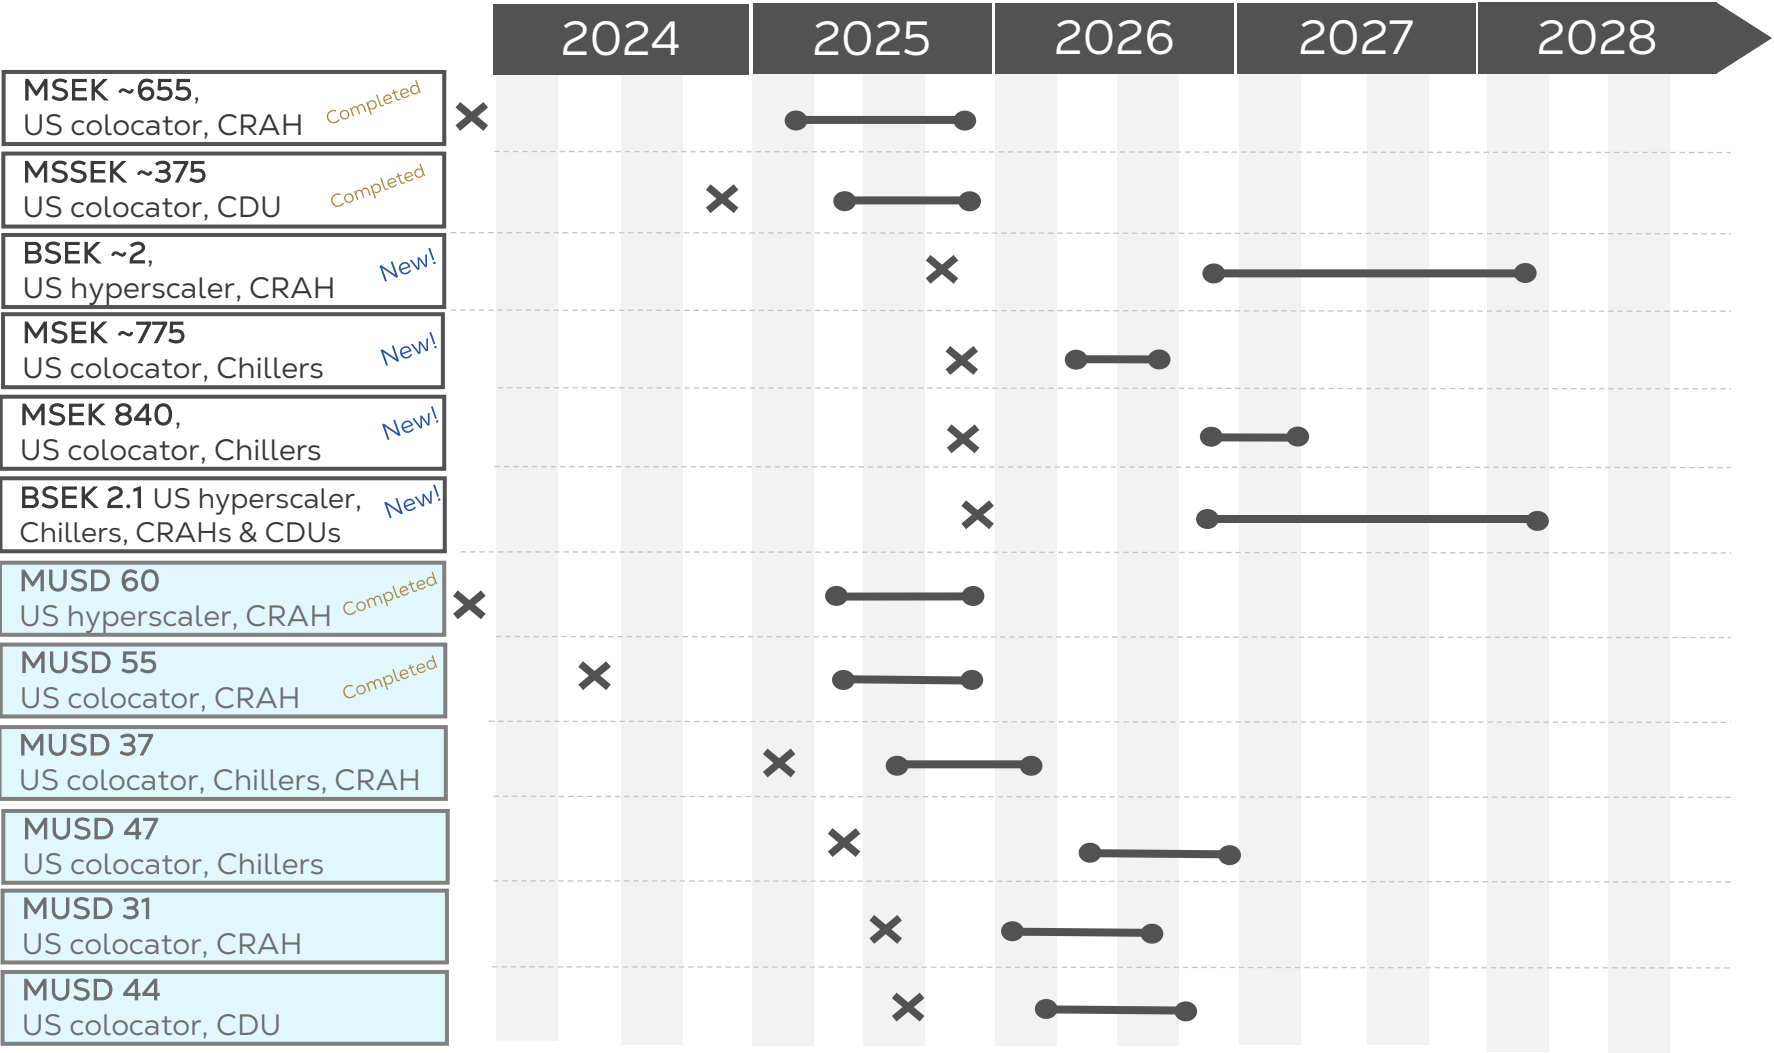 2024 2025 2026 2027 2028
MSEK ~655,
US colocator, CRAH
Completed
MSSEK ~375
US colocator, CDU
Completed
BSEK ~2,
US hyperscaler, CRAH
New!
MSEK ~775
US colocator, Chillers
New!
MSEK 840,
US colocator, Chillers
New!
BSEK 2.1 US hyperscaler,
Chillers, CRAHs & CDUs
New!
MUSD 60
US hyperscaler, CRAH
Completed
MUSD 55
US colocator, CRAH
Completed
MUSD 37
US colocator, Chillers, CRAH
MUSD 47
US colocator, Chillers
MUSD 31
US colocator, CRAH
MUSD 44
US colocator, CDU